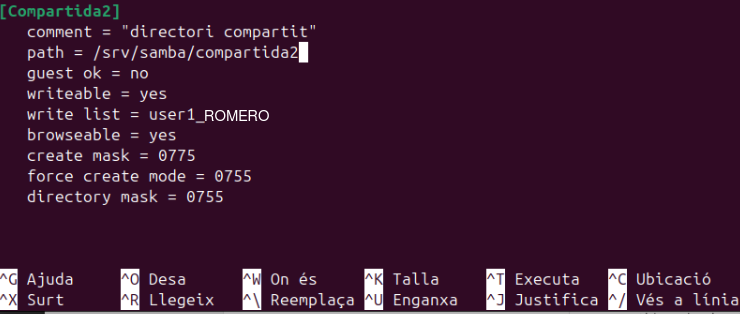 [Compartida2]
comment = "directori compartit"
path = /srv/samba/compartida2
guest ok = no
writeable = yes
write list = user1_ROMERO
browseable = yes
create mask = 0775
force create mode = 0755
directory mask = 0755
^G Ajuda ^O Desa ^W On és ^K Talla ^T Executa ^C Ubicació
^X Surt ^R Llegeix ^\ Reemplaça ^U Enganxa ^J Justifica ^/ Vés a línia